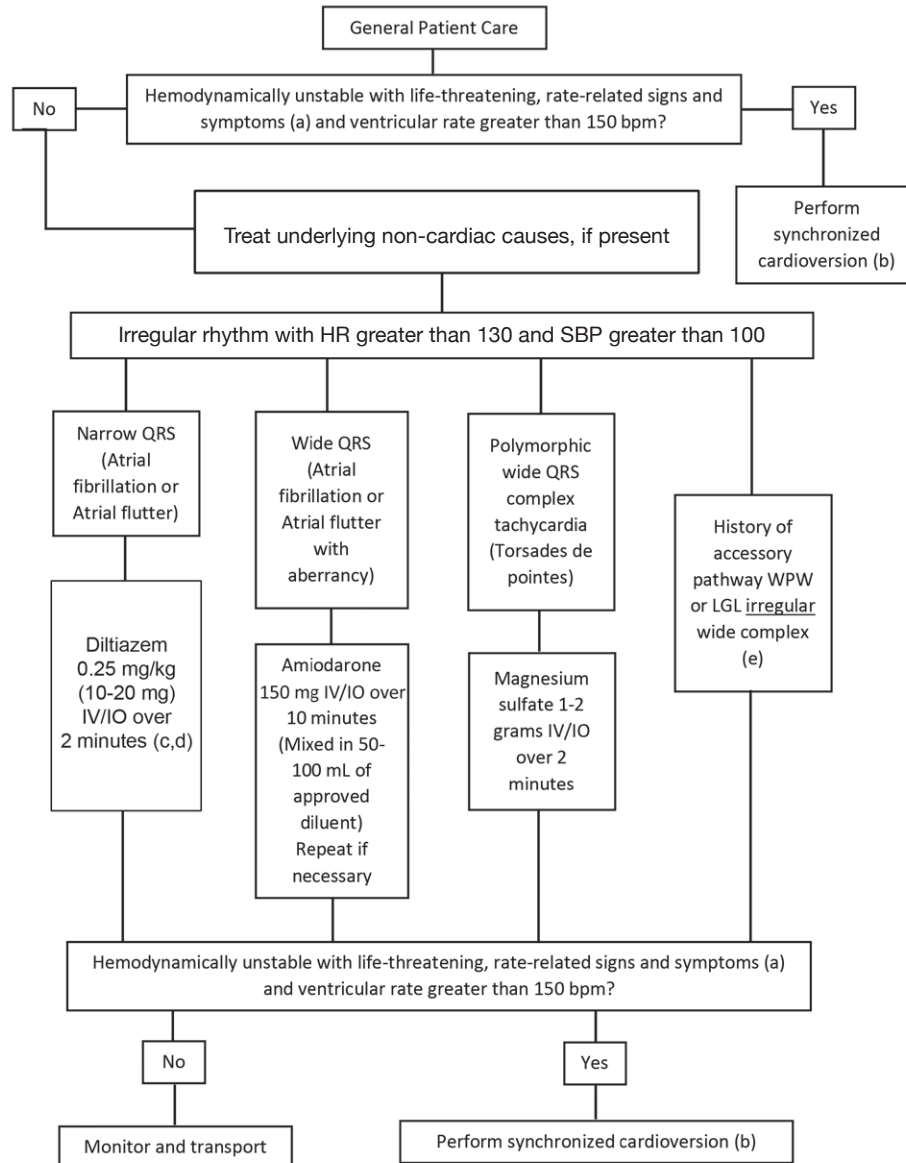 General Patient Care
No
Hemodynamically unstable with life-threatening, rate-related signs and
symptoms (a) and ventricular rate greater than 150 bpm?
Yes
Perform
synchronized
cardioversion (b)
Treat underlying non-cardiac causes, if present
Irregular rhythm with HR greater than 130 and SBP greater than 100
Narrow QRS
(Atrial
fibrillation or
Atrial flutter)
Wide QRS
(Atrial
fibrillation or
Atrial flutter
with
aberrancy)
Polymorphic
wide QRS
complex
tachycardia
(Torsades de
pointes)
History of
accessory
pathway WPW
or LGL irregular
wide complex
(e)
Diltiazem
0.25 mg/kg
(10-20 mg)
IV/IO over
2 minutes (c,d)
Amiodarone
150 mg IV/IO over
10 minutes
(Mixed in 50-
100 mL of
approved
diluent)
Repeat if
necessary
Magnesium
sulfate 1-2
grams IV/IO
over 2
minutes
Hemodynamically unstable with life-threatening, rate-related signs and symptoms (a)
and ventricular rate greater than 150 bpm?
No
Yes
Monitor and transport
Perform synchronized cardioversion (b)